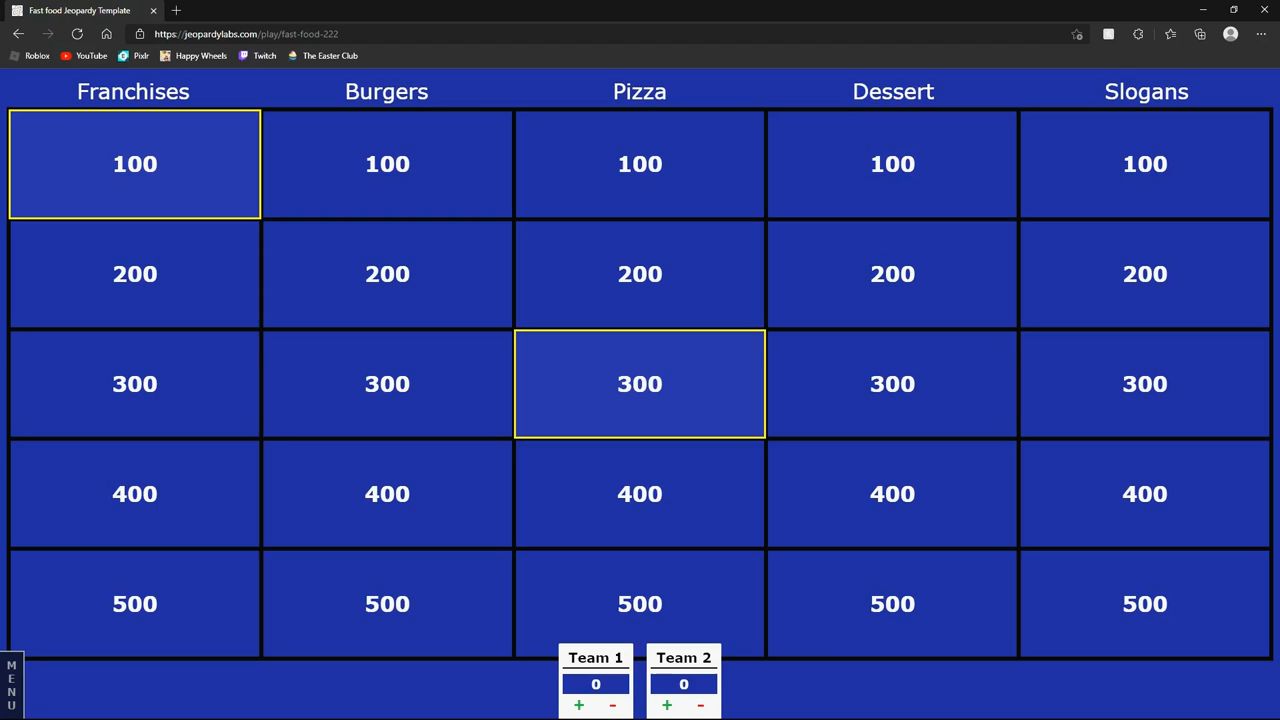 Fast food Jeopardy Template
https://jeopardylabs.com/play/fast-food-222
Roblox YouTube Pixlr Happy Wheels Twitch The Easter Club
Franchises Burgers Pizza Dessert Slogans
100 100 100 100 100
200 200 200 200 200
300 300 300 300 300
400 400 400 400 400
500 500 500 500 500
MENU
Team 1 Team 2
0 0
+ - + -